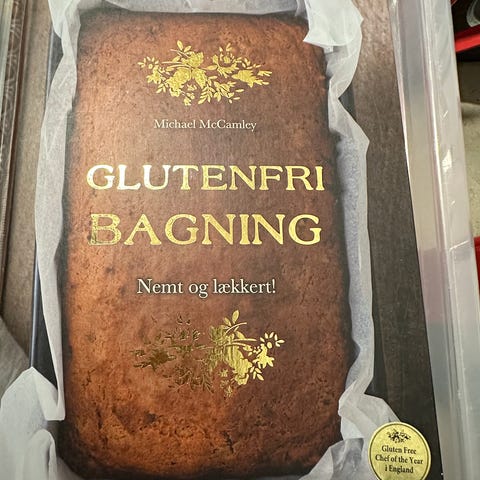 Michael McCamley
GLUTENFRI
BAGNING
Nemt og lækkert!
Gluten Free
Chef of the Year
i England